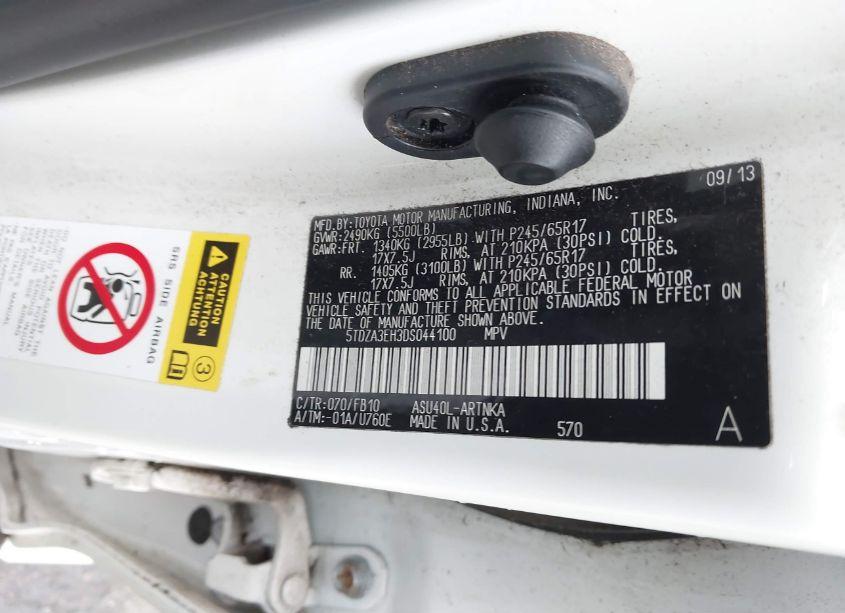 MFD.BY:TOYOTA MOTOR MANUFACTURING, INDIANA, INC. 09/13
GVWR:2490KG (5500LB)
GAWR:FRT. 1340KG (2955LB) WITH P245/65R17 TIRES,
17X7.5J RIMS, AT 210KPA (30PSI) COLD.
RR. 1405KG (3100LB) WITH P245/65R17 TIRES,
17X7.5J RIMS, AT 210KPA (30PSI) COLD.
THIS VEHICLE CONFORMS TO ALL APPLICABLE FEDERAL MOTOR
VEHICLE SAFETY AND THEFT PREVENTION STANDARDS IN EFFECT ON
THE DATE OF MANUFACTURE SHOWN ABOVE.
5TDZA3EH3DS044100 MPV
C/TR:070/FB10 ASU40L-ARTNKA
A/TM:-01A/U760E MADE IN U.S.A. 570 A
CAUTION
ATTENTION
ACHTUNG
3
SRS SIDE AIRBAG